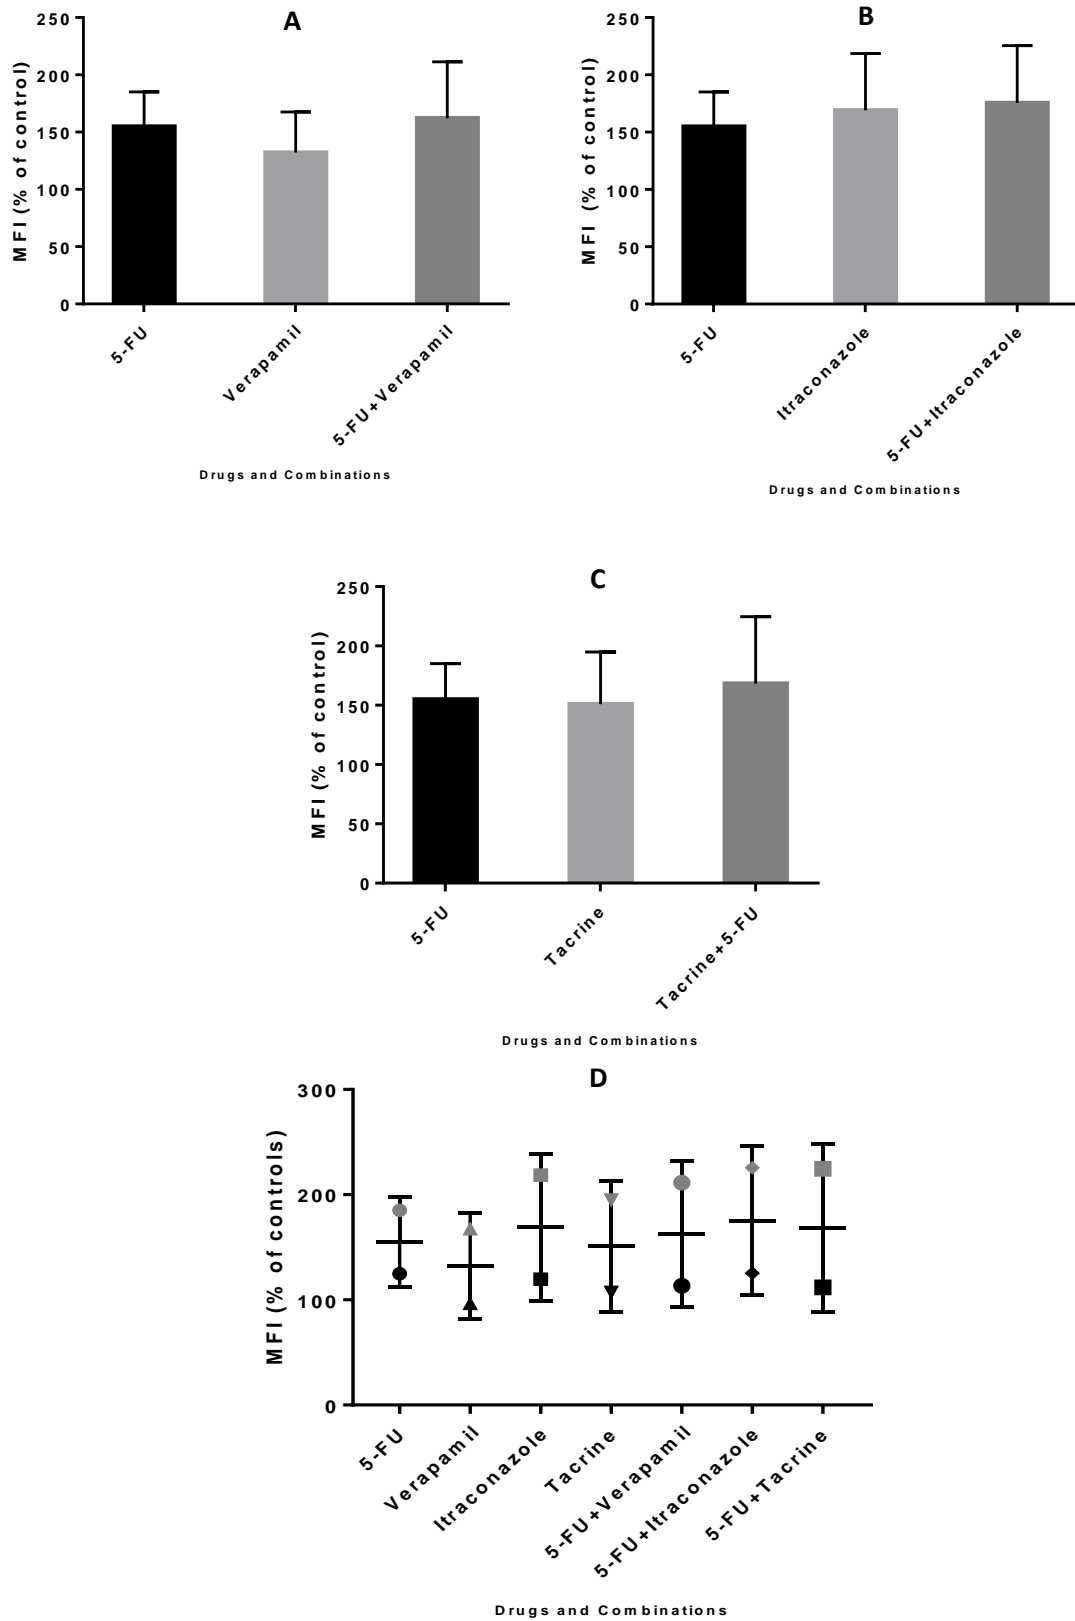 A
MFI (% of control)
250
200
150
100
50
0
5-FU
Verapamil
5-FU+Verapamil
Drugs and Combinations
B
MFI (% of control)
250
200
150
100
50
0
5-FU
Itraconazole
5-FU+Itraconazole
Drugs and Combinations
C
MFI (% of control)
250
200
150
100
50
0
5-FU
Tacrine
Tacrine+5-FU
Drugs and Combinations
D
MFI (% of controls)
300
200
100
0
5-FU
Verapamil
Itraconazole
Tacrine
5-FU+Verapamil
5-FU+Itraconazole
5-FU+Tacrine
Drugs and Combinations